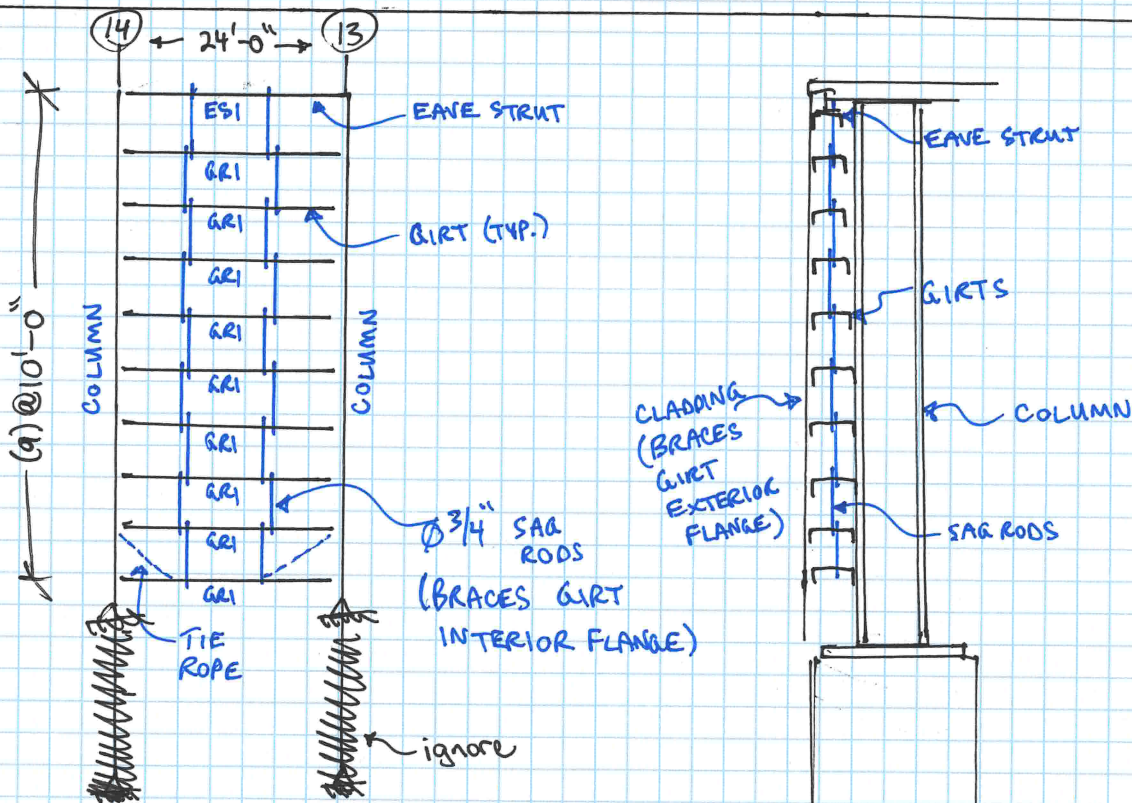 14
24'-0"
13
ES1
EAVE STRUT
GR1
GR1
GIRT (TYP.)
GR1
GR1
GR1
GR1
GR1
GR1
GR1
(9)@10'-0"
COLUMN
COLUMN
Ø3/4" SAG
RODS
(BRACES GIRT
INTERIOR FLANGE)
TIE
ROPE
ignore
EAVE STRUT
GIRTS
CLADDING
(BRACES
GIRT
EXTERIOR
FLANGE)
COLUMN
SAG RODS